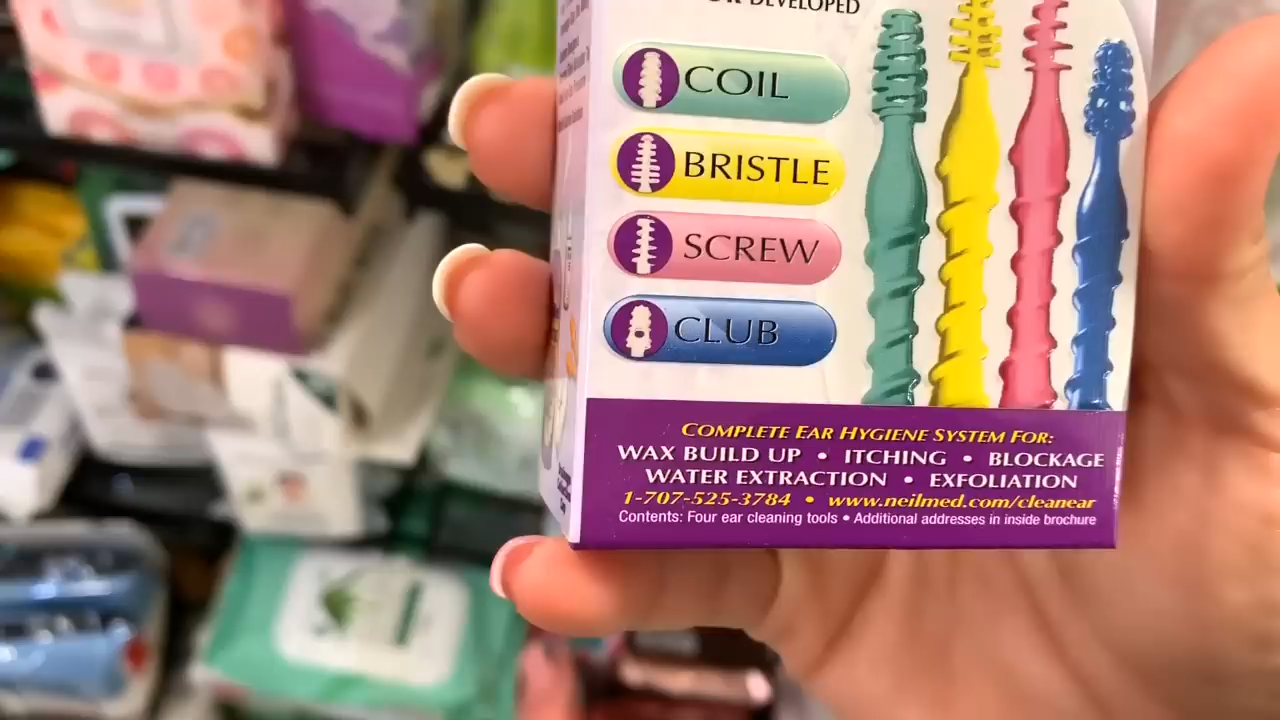 DEVELOPED
COIL
BRISTLE
SCREW
CLUB
COMPLETE EAR HYGIENE SYSTEM FOR:
WAX BUILD UP • ITCHING • BLOCKAGE
WATER EXTRACTION • EXFOLIATION
1-707-525-3784 • www.neilmed.com/cleanear
Contents: Four ear cleaning tools • Additional addresses in inside brochure